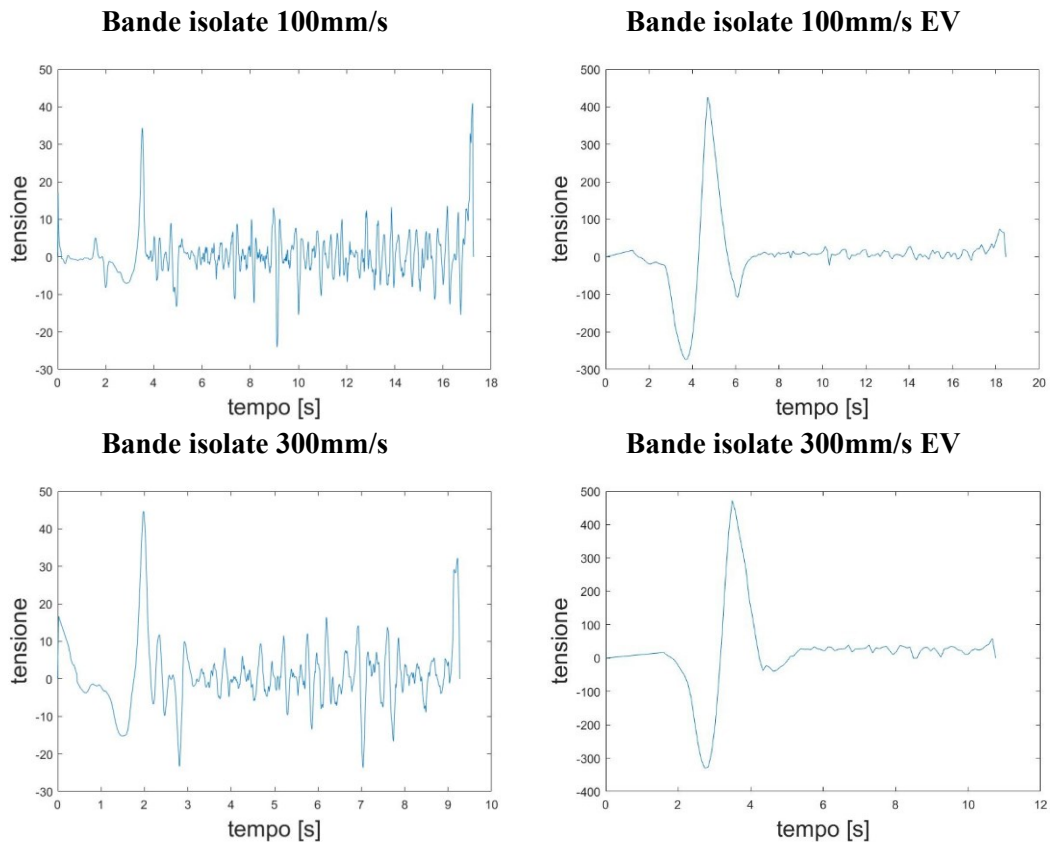 Bande isolate 100mm/s
50
40
30
20
10
0
-10
-20
-30
tensione
0 2 4 6 8 10 12 14 16 18
tempo [s]
Bande isolate 100mm/s EV
500
400
300
200
100
0
-100
-200
-300
tensione
0 2 4 6 8 10 12 14 16 18 20
tempo [s]
Bande isolate 300mm/s
50
40
30
20
10
0
-10
-20
-30
tensione
0 1 2 3 4 5 6 7 8 9 10
tempo [s]
Bande isolate 300mm/s EV
500
400
300
200
100
0
-100
-200
-300
-400
tensione
0 2 4 6 8 10 12
tempo [s]